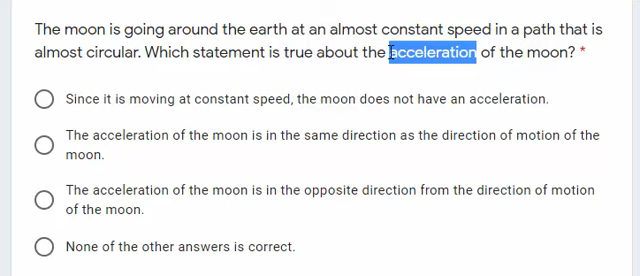 The moon is going around the earth at an almost constant speed in a path that is
almost circular. Which statement is true about the acceleration of the moon? *
Since it is moving at constant speed, the moon does not have an acceleration.
The acceleration of the moon is in the same direction as the direction of motion of the
moon.
The acceleration of the moon is in the opposite direction from the direction of motion
of the moon.
None of the other answers is correct.